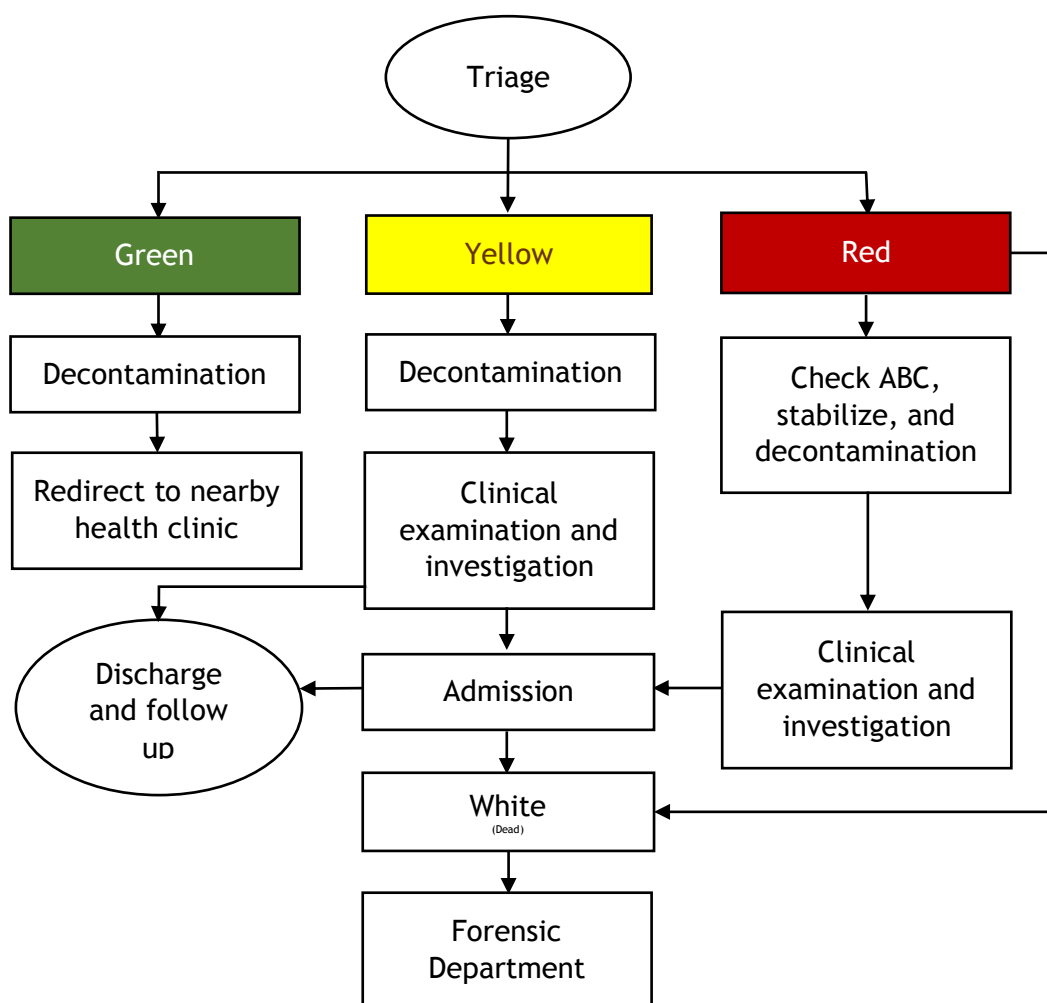 Triage
Green
Yellow
Red
Decontamination
Decontamination
Check ABC,
stabilize, and
decontamination
Redirect to nearby
health clinic
Clinical
examination and
investigation
Discharge
and follow
up
Admission
Clinical
examination and
investigation
White
(Dead)
Forensic
Department